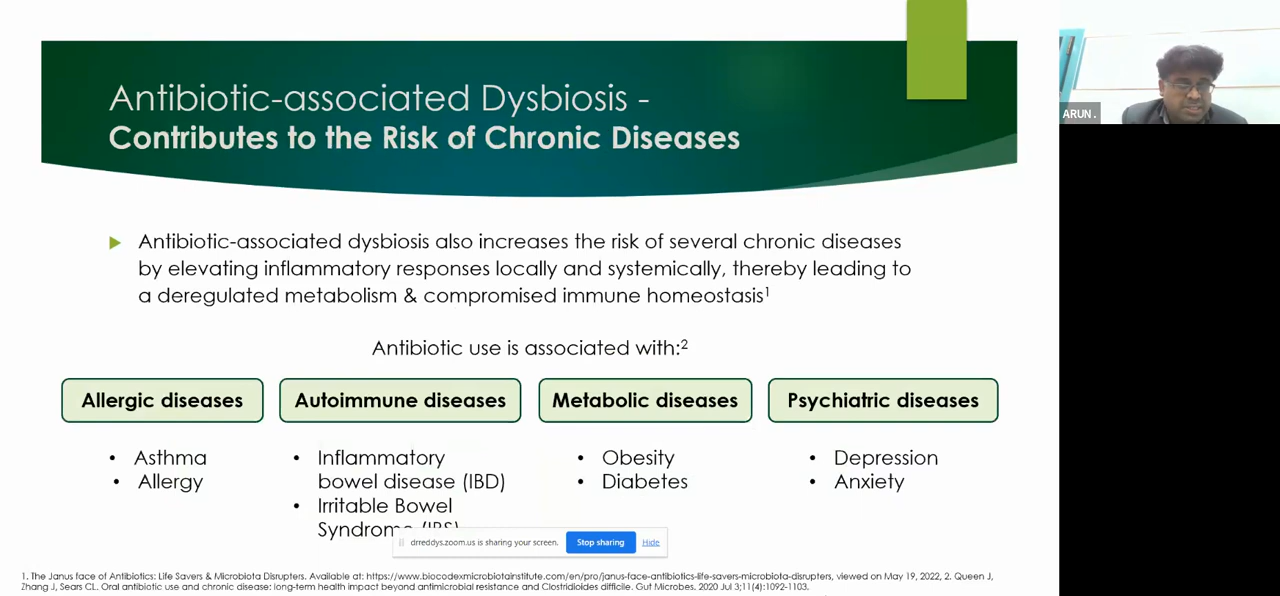 Antibiotic-associated Dysbiosis -
Contributes to the Risk of Chronic Diseases
ARUN .
Antibiotic-associated dysbiosis also increases the risk of several chronic diseases
by elevating inflammatory responses locally and systemically, thereby leading to
a deregulated metabolism & compromised immune homeostasis¹
Antibiotic use is associated with:²
Allergic diseases
Autoimmune diseases
Metabolic diseases
Psychiatric diseases
• Asthma
• Allergy
• Inflammatory
bowel disease (IBD)
• Irritable Bowel
Syndrome (IBS)
• Obesity
• Diabetes
• Depression
• Anxiety
drreddys.zoom.us is sharing your screen.
Stop sharing
Hide
1. The Janus face of Antibiotics: Life Savers & Microbiota Disrupters. Available at: https://www.biocodexmicrobiotainstitute.com/en/pro/janus-face-antibiotics-life-savers-microbiota-disrupters, viewed on May 19, 2022, 2. Queen J,
Zhang J, Sears CL. Oral antibiotic use and chronic disease: long-term health impact beyond antimicrobial resistance and Clostridioides difficile. Gut Microbes. 2020 Jul 3;11(4):1092-1103.